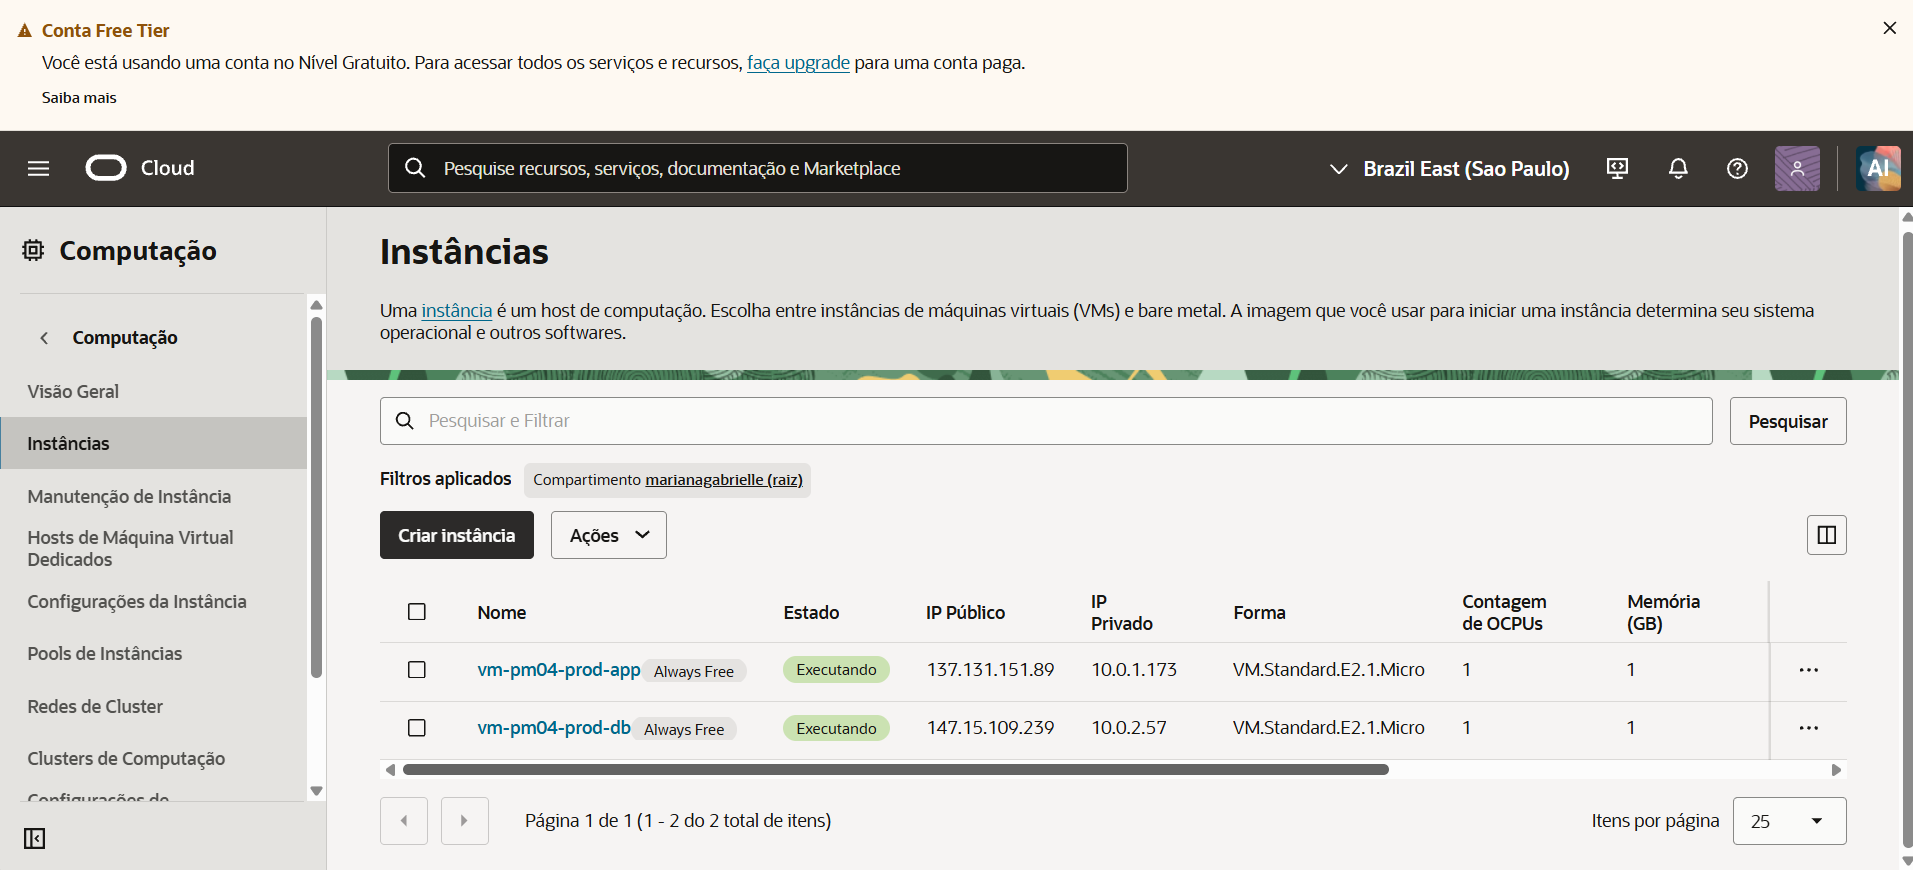 Conta Free Tier
Você está usando uma conta no Nível Gratuito. Para acessar todos os serviços e recursos, faça upgrade para uma conta paga.
Saiba mais
Cloud
Pesquise recursos, serviços, documentação e Marketplace
Brazil East (Sao Paulo)
AI
Computação
Computação
Visão Geral
Instâncias
Manutenção de Instância
Hosts de Máquina Virtual
Dedicados
Configurações da Instância
Pools de Instâncias
Redes de Cluster
Clusters de Computação
Configurações de
Instâncias
Uma instância é um host de computação. Escolha entre instâncias de máquinas virtuais (VMs) e bare metal. A imagem que você usar para iniciar uma instância determina seu sistema
operacional e outros softwares.
Pesquisar e Filtrar
Pesquisar
Filtros aplicados Compartimento marianagabrielle (raiz)
Criar instância Ações
Nome Estado IP Público IP Privado Forma Contagem de OCPUs Memória (GB)
vm-pm04-prod-app Always Free Executando 137.131.151.89 10.0.1.173 VM.Standard.E2.1.Micro 1 1
vm-pm04-prod-db Always Free Executando 147.15.109.239 10.0.2.57 VM.Standard.E2.1.Micro 1 1
Página 1 de 1 (1 - 2 do 2 total de itens)
Itens por página 25